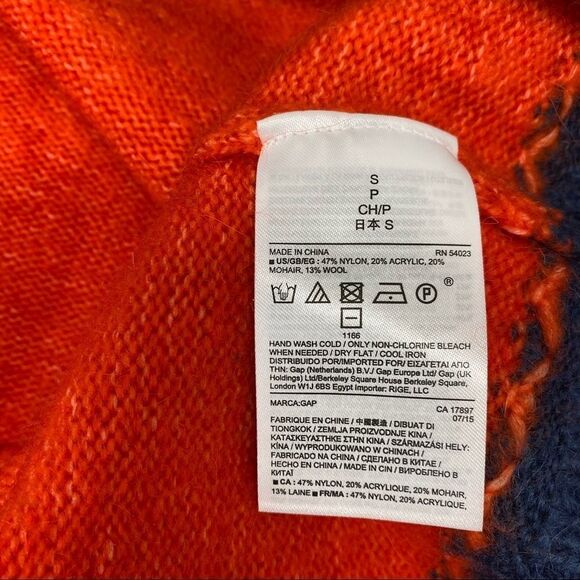 S
P
CH/P
日本 S
MADE IN CHINA RN 54023
■ US/GB/EG : 47% NYLON, 20% ACRYLIC, 20%
MOHAIR, 13% WOOL
P ®
1166
HAND WASH COLD / ONLY NON-CHLORINE BLEACH
WHEN NEEDED / DRY FLAT / COOL IRON
DISTRIBUIDO POR/IMPORTED FOR/ΕΙΣΑΓΕΤΑΙ ΑΠΟ
ΤΗΝ: Gap (Netherlands) B.V./ Gap Europe Ltd/ Gap (UK
Holdings) Ltd/Berkeley Square House Berkeley Square,
London W1J 6BS Egypt Importer: RIGE, LLC
MARCA:GAP CA 17897
07/15
FABRIQUÉ EN CHINE / 中國製造 / DIBUAT DI
TIONGKOK / ZEMLJA PROIZVODNJE KINA /
ΚΑΤΑΣΚΕΥΑΣΤΗΚΕ ΣΤΗΝ ΚΙΝΑ / SZÁRMAZÁSI HELY:
KÍNA / WYPRODUKOWANO W CHINACH /
FABRICADO NA CHINA / СДЕЛАНО В КИТАЕ /
HECHO EN CHINA / MADE IN CIN / ВИРОБЛЕНО В
КИТАЇ
■ CA : 47% NYLON, 20% ACRYLIQUE, 20% MOHAIR,
13% LAINE ■ FR/MA : 47% NYLON, 20% ACRYLIQUE,